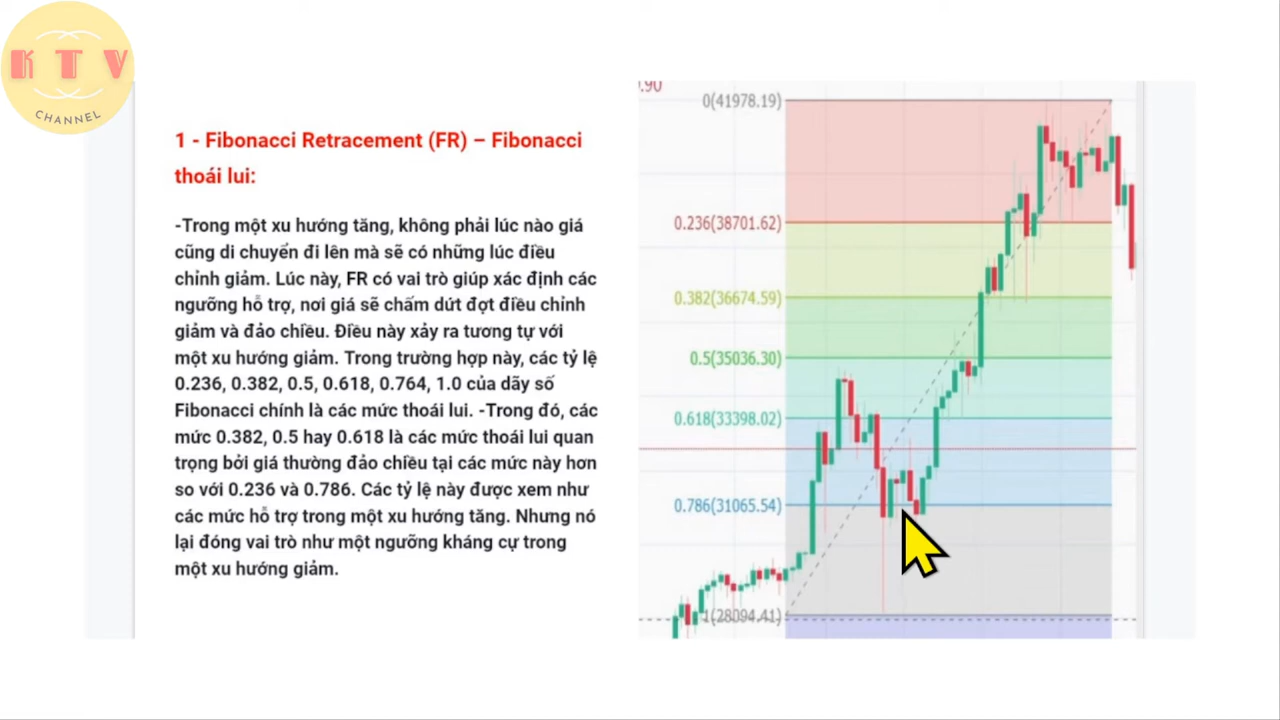 KTV
CHANNEL
1 - Fibonacci Retracement (FR) – Fibonacci
thoái lui:
-Trong một xu hướng tăng, không phải lúc nào giá
cũng di chuyển đi lên mà sẽ có những lúc điều
chỉnh giảm. Lúc này, FR có vai trò giúp xác định các
ngưỡng hỗ trợ, nơi giá sẽ chấm dứt đợt điều chỉnh
giảm và đảo chiều. Điều này xảy ra tương tự với
một xu hướng giảm. Trong trường hợp này, các tỷ lệ
0.236, 0.382, 0.5, 0.618, 0.764, 1.0 của dãy số
Fibonacci chính là các mức thoái lui. -Trong đó, các
mức 0.382, 0.5 hay 0.618 là các mức thoái lui quan
trọng bởi giá thường đảo chiều tại các mức này hơn
so với 0.236 và 0.786. Các tỷ lệ này được xem như
các mức hỗ trợ trong một xu hướng tăng. Nhưng nó
lại đóng vai trò như một ngưỡng kháng cự trong
một xu hướng giảm.
0(41978.19)
0.236(38701.62)
0.382(36674.59)
0.5(35036.30)
0.618(33398.02)
0.786(31065.54)
1(28094.41)